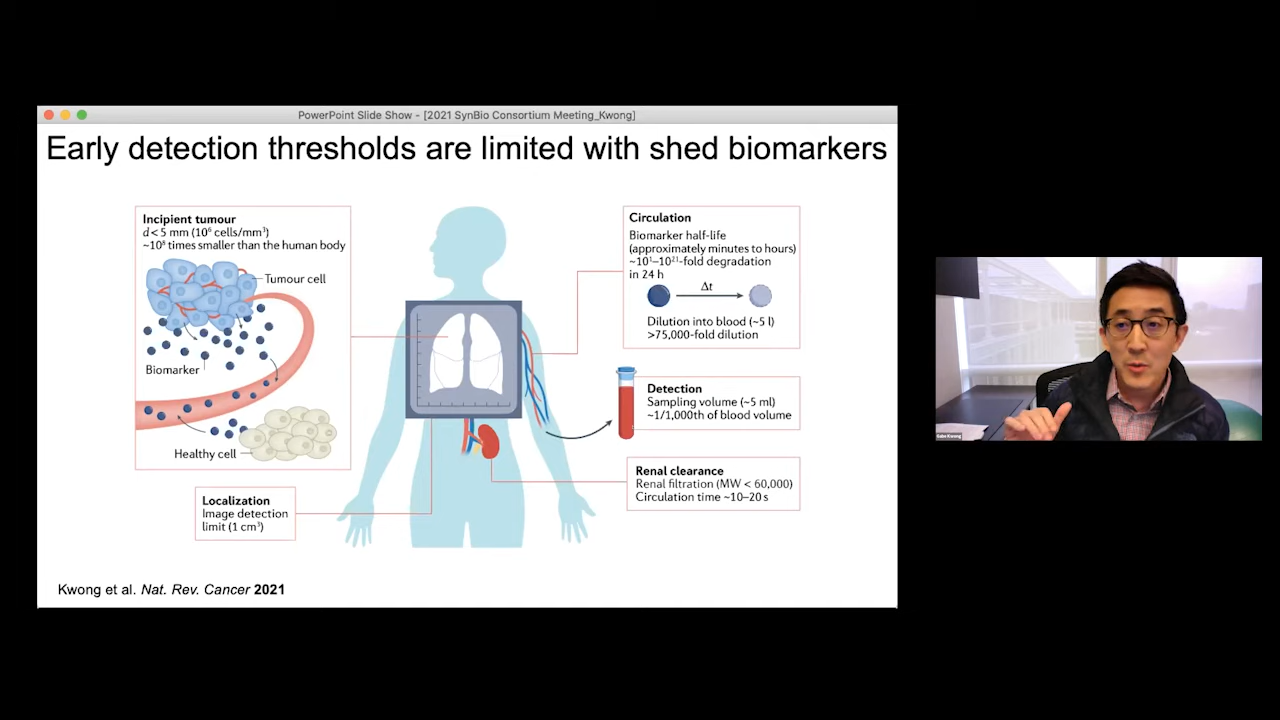 PowerPoint Slide Show - [2021 SynBio Consortium Meeting_Kwong]
Early detection thresholds are limited with shed biomarkers
Incipient tumour
d < 5 mm (10⁶ cells/mm³)
~10⁸ times smaller than the human body
Tumour cell
Biomarker
Healthy cell
Localization
Image detection
limit (1 cm³)
Circulation
Biomarker half-life
(approximately minutes to hours)
~10¹–10²¹-fold degradation
in 24 h
Δt
Dilution into blood (~5 l)
>75,000-fold dilution
Detection
Sampling volume (~5 ml)
~1/1,000th of blood volume
Renal clearance
Renal filtration (MW < 60,000)
Circulation time ~10–20 s
Kwong et al. Nat. Rev. Cancer 2021
Gabe Kwong